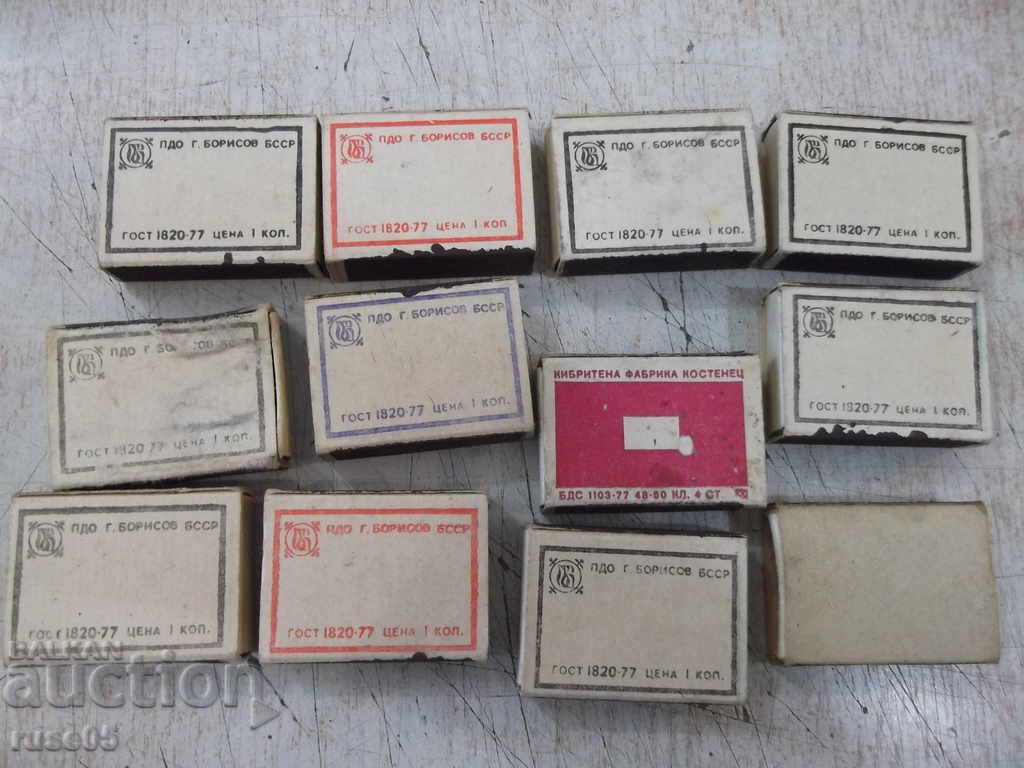 ПДО Г. БОРИСОВ БССР
ГОСТ 1820-77 ЦЕНА 1 КОП.
ПДО Г. БОРИСОВ БССР
ГОСТ 1820-77 ЦЕНА 1 КОП.
ПДО Г. БОРИСОВ БССР
ГОСТ 1820-77 ЦЕНА 1 КОП.
ПДО Г. БОРИСОВ БССР
ГОСТ 1820-77 ЦЕНА 1 КОП.
ПДО Г.
ГОСТ 1820-77 ЦЕНА 1 КОП.
ПДО Г. БОРИСОВ БССР
ГОСТ 1820-77 ЦЕНА 1 КОП.
КИБРИТЕНА ФАБРИКА КОСТЕНЕЦ
БДС 1103-77 48-50 КЛ. 4 СТ.
ПДО Г. БОРИСОВ БССР
ГОСТ 1820-77 ЦЕНА 1 КОП.
ПДО Г. БОРИСОВ БССР
ГОСТ 1820-77 ЦЕНА 1 КОП.
ПДО Г. БОРИСОВ БССР
ГОСТ 1820-77 ЦЕНА 1 КОП.
ПДО Г. БОРИСОВ БССР
ГОСТ 1820-77 ЦЕНА 1 КОП.
BALKAN
auction
ruse05